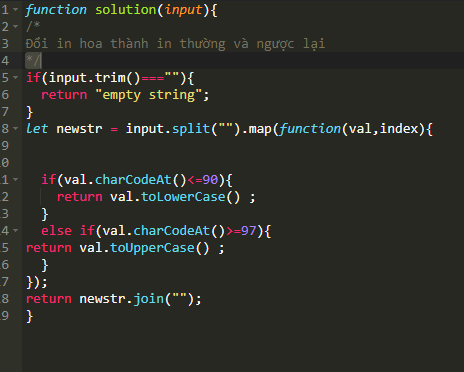 1 function solution(input){
2 /*
3 Đổi in hoa thành in thường và ngược lại
4 */
5 if(input.trim()===""){
6   return "empty string";
7 }
8 let newstr = input.split("").map(function(val,index){
9
.0
.1   if(val.charCodeAt()<=90){
.2     return val.toLowerCase() ;
.3   }
.4   else if(val.charCodeAt()>=97){
.5 return val.toUpperCase() ;
.6   }
.7 });
.8 return newstr.join("");
.9 }